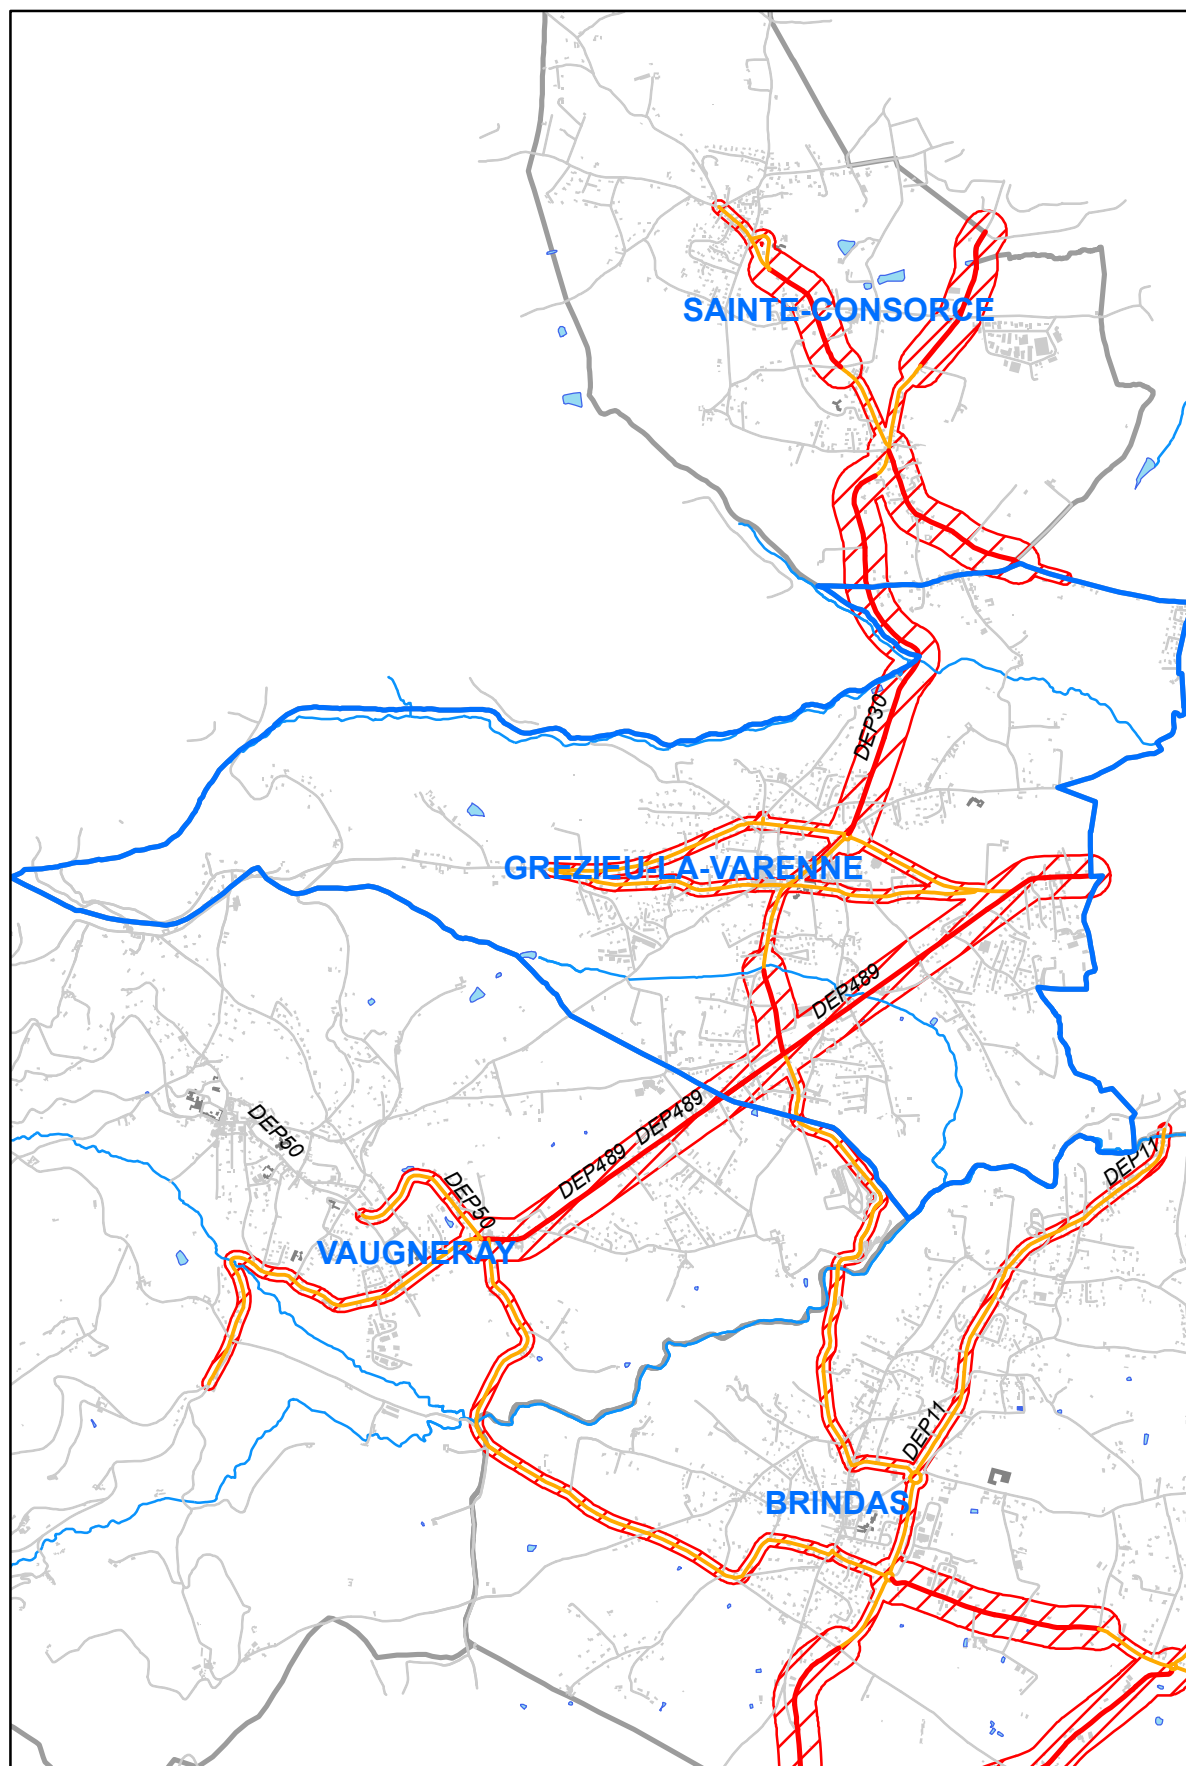 SAINTE-CONSORCE
DEP30
GREZIEU-LA-VARENNE
DEP489
DEP489
DEP50
DEP489
DEP11
DEP50
VAUGNERAY
DEP11
BRINDAS